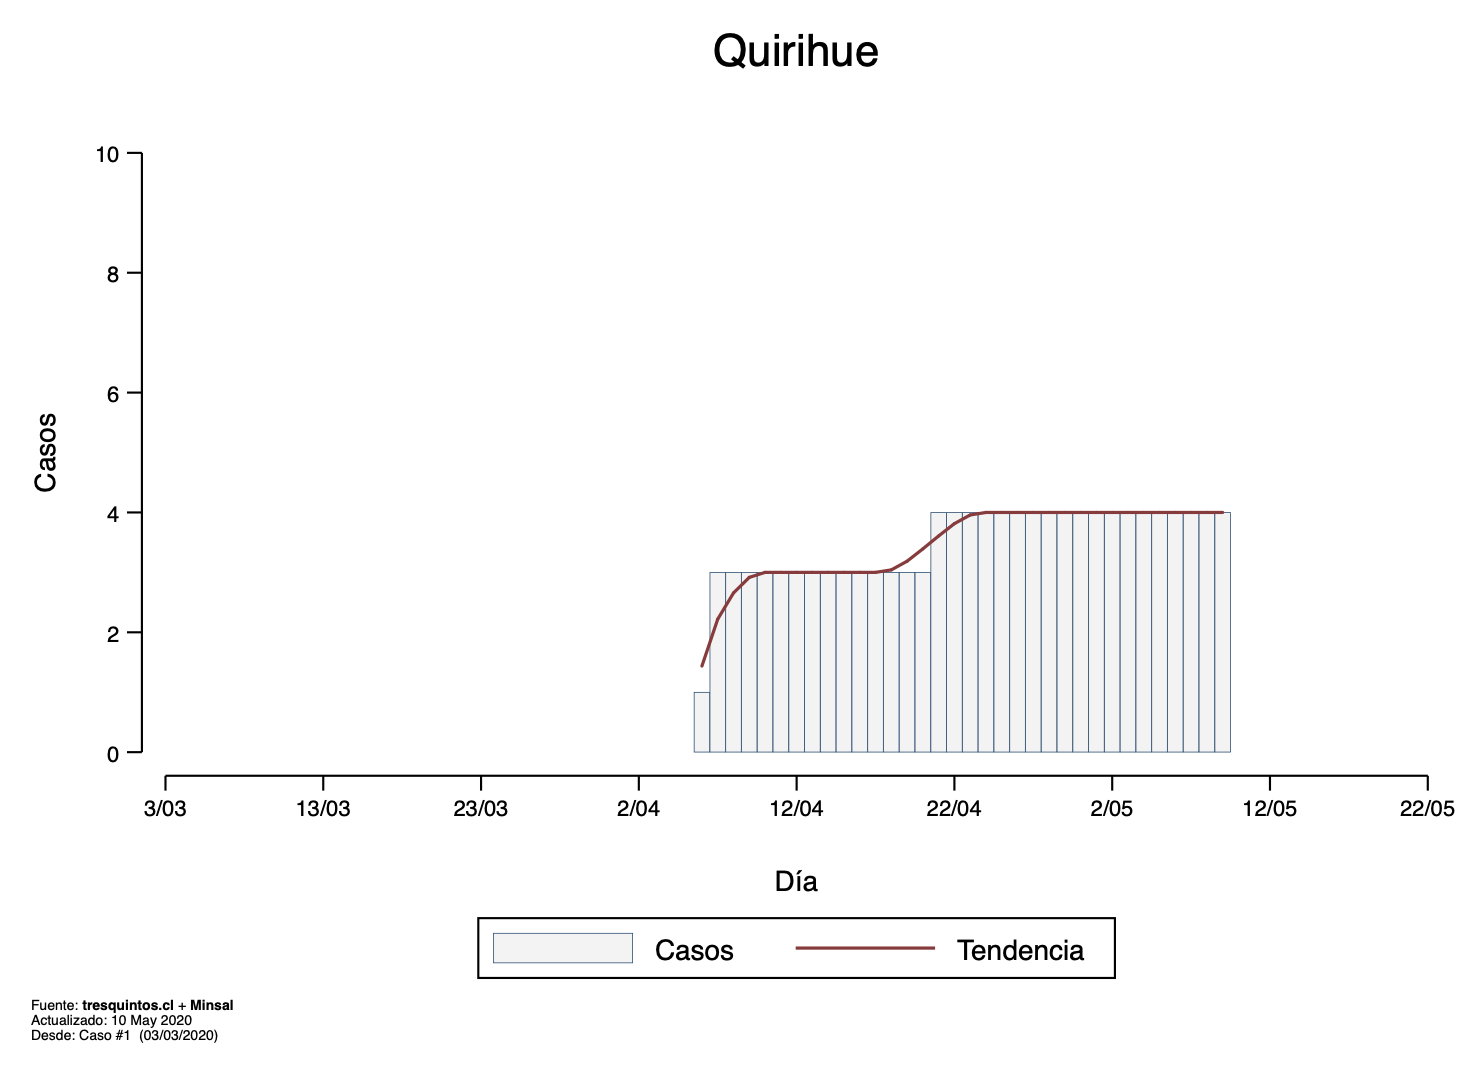 Quirihue
10
8
6
4
2
0
Casos
3/03 13/03 23/03 2/04 12/04 22/04 2/05 12/05 22/05
Día
Casos Tendencia
Fuente: tresquintos.cl + Minsal
Actualizado: 10 May 2020
Desde: Caso #1 (03/03/2020)